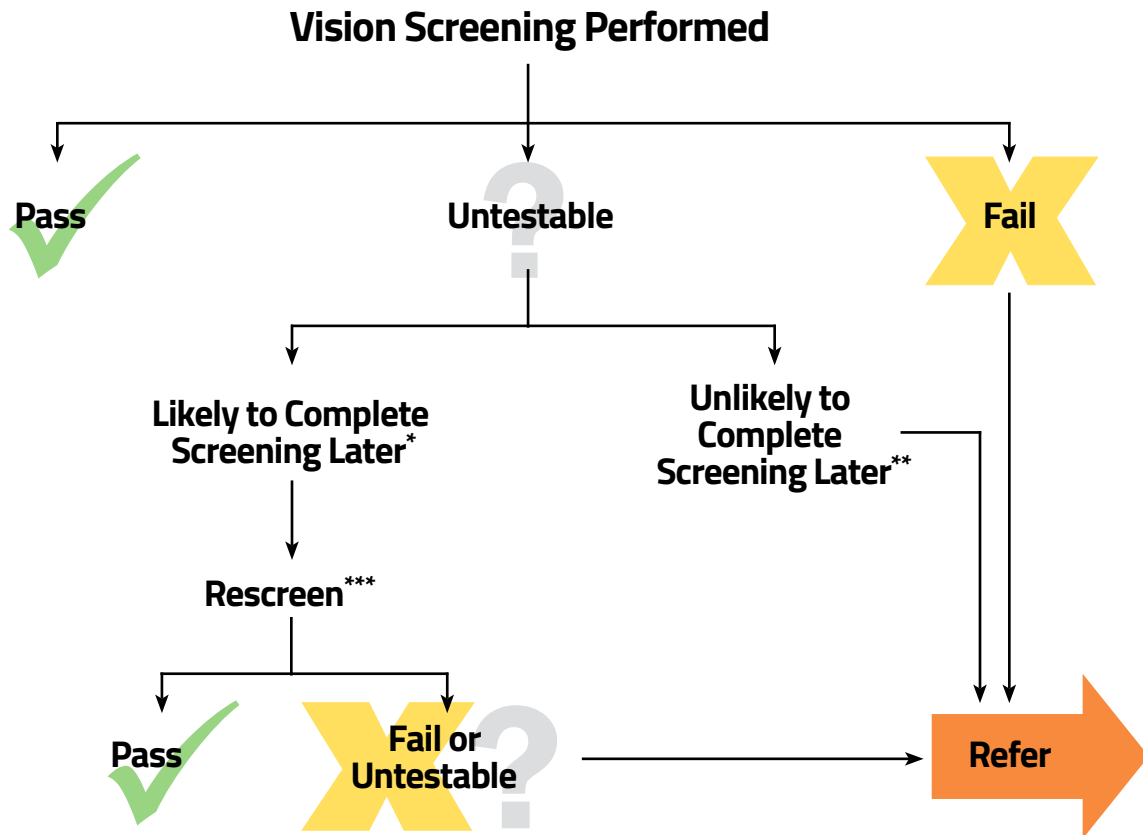 Vision Screening Performed
Pass
?
Untestable
Fail
Likely to Complete
Screening Later*
Unlikely to
Complete
Screening Later**
Rescreen***
Pass
Fail or
Untestable
?
Refer